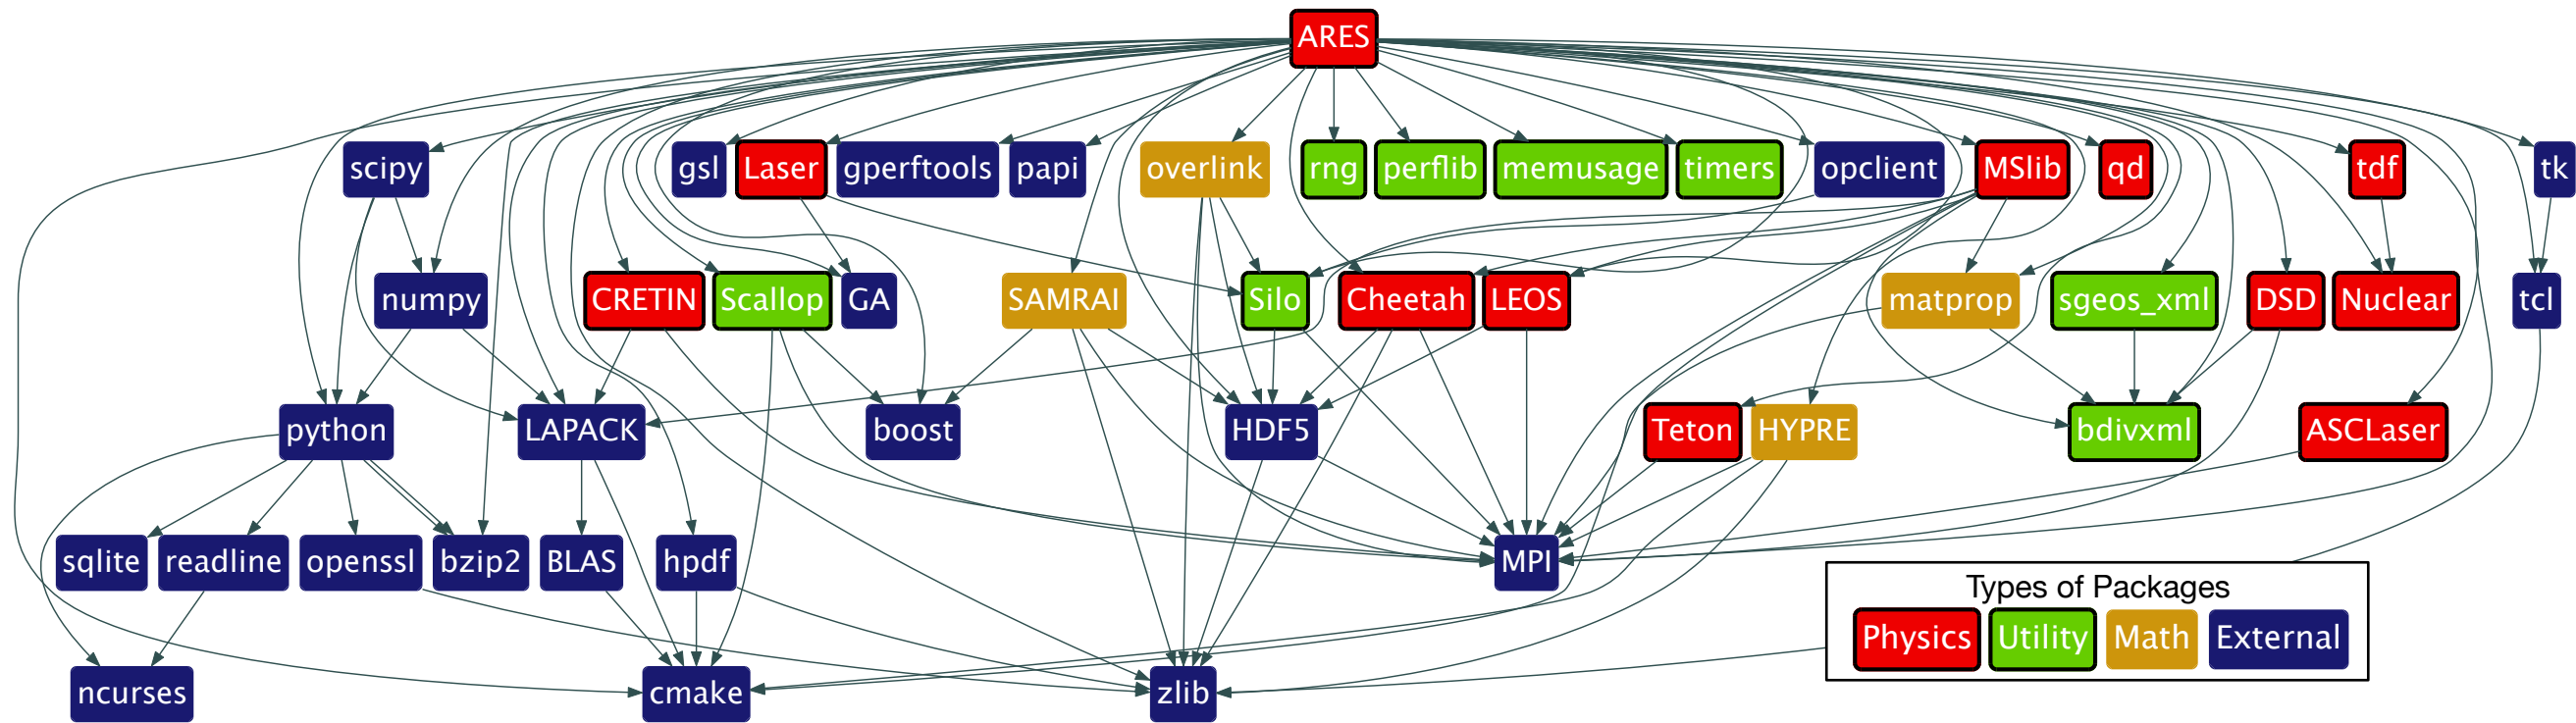 ARES
scipy
gsl
Laser
gperftools
papi
overlink
rng
perflib
memusage
timers
opclient
MSlib
qd
tdf
tk
numpy
CRETIN
Scallop
GA
SAMRAI
Silo
Cheetah
LEOS
matprop
sgeos_xml
DSD
Nuclear
tcl
python
LAPACK
boost
HDF5
Teton
HYPRE
bdivxml
ASCLaser
sqlite
readline
openssl
bzip2
BLAS
hpdf
MPI
Types of Packages
Physics
Utility
Math
External
ncurses
cmake
zlib